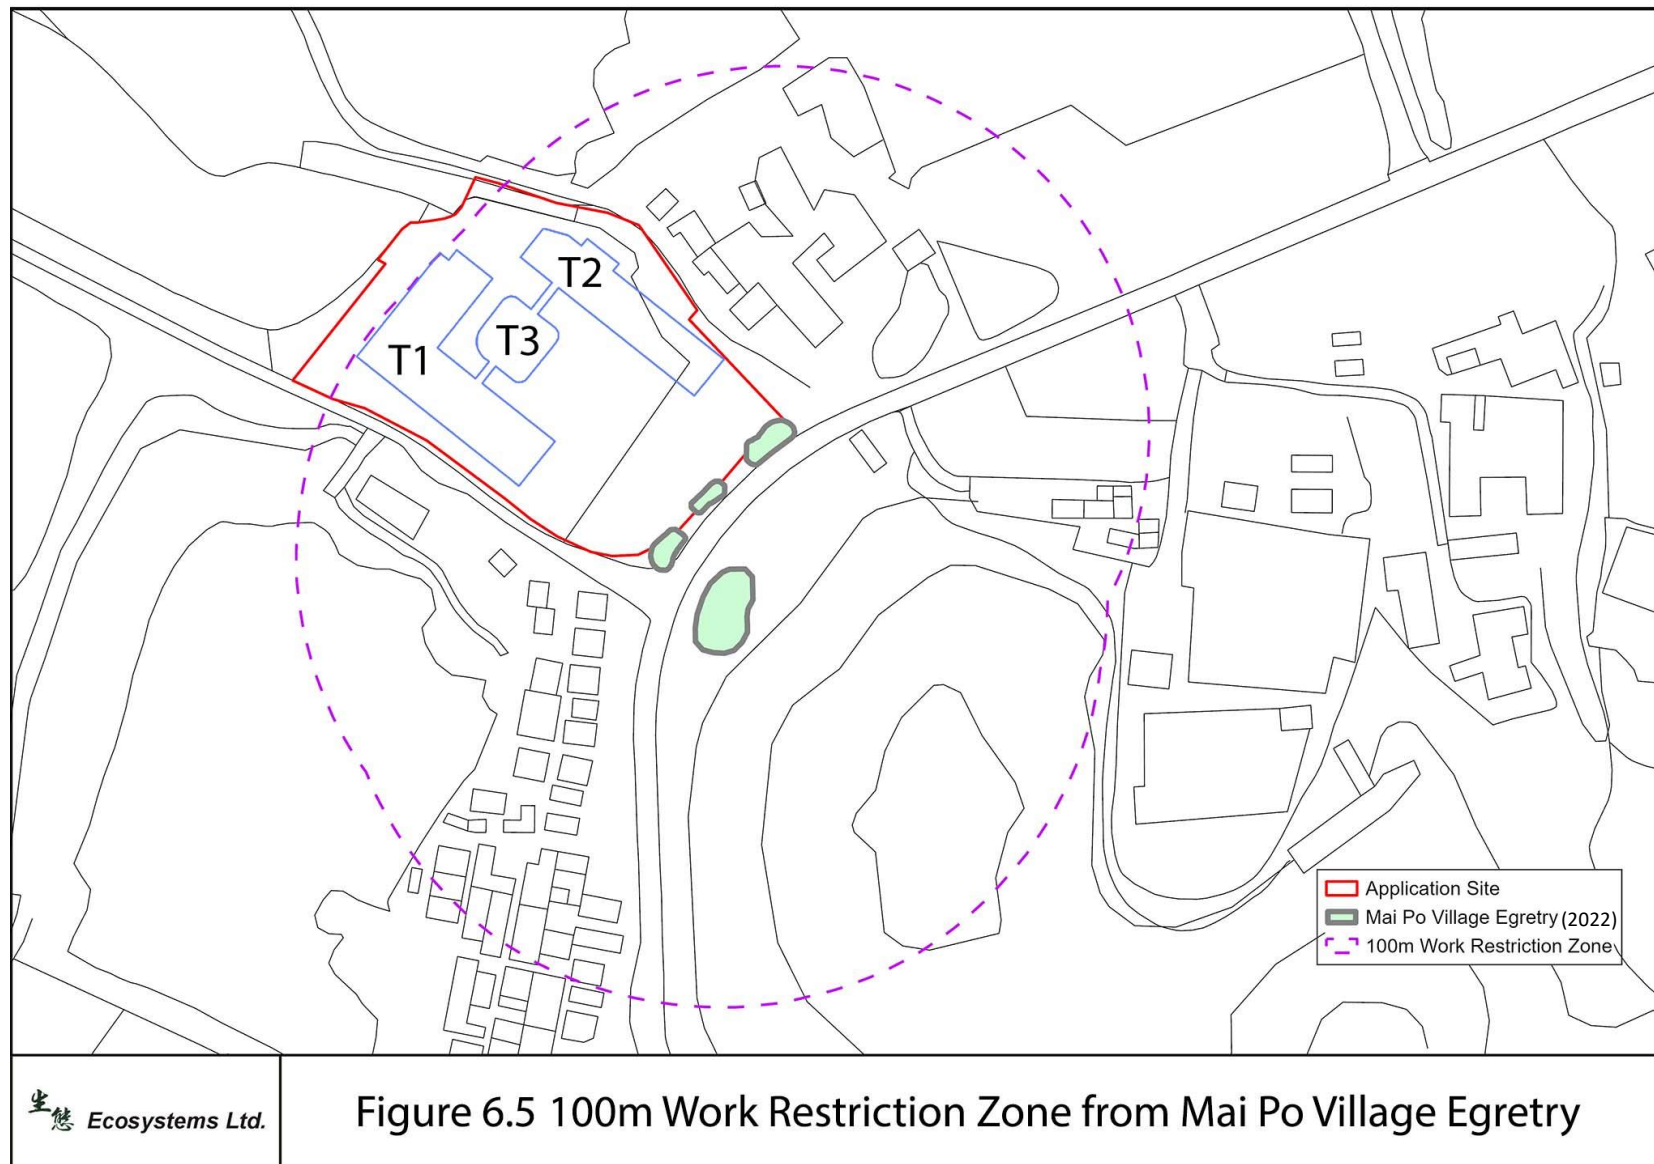 T2
T3
T1
Application Site
Mai Po Village Egretry (2022)
100m Work Restriction Zone
生態 Ecosystems Ltd.
Figure 6.5 100m Work Restriction Zone from Mai Po Village Egretry